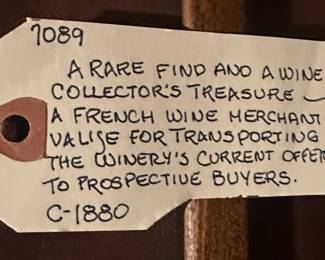 7089
A RARE FIND AND A WINE
COLLECTOR'S TREASURE —
A FRENCH WINE MERCHANT
VALISE FOR TRANSPORTING
THE WINERY'S CURRENT OFFER
TO PROSPECTIVE BUYERS.
C-1880